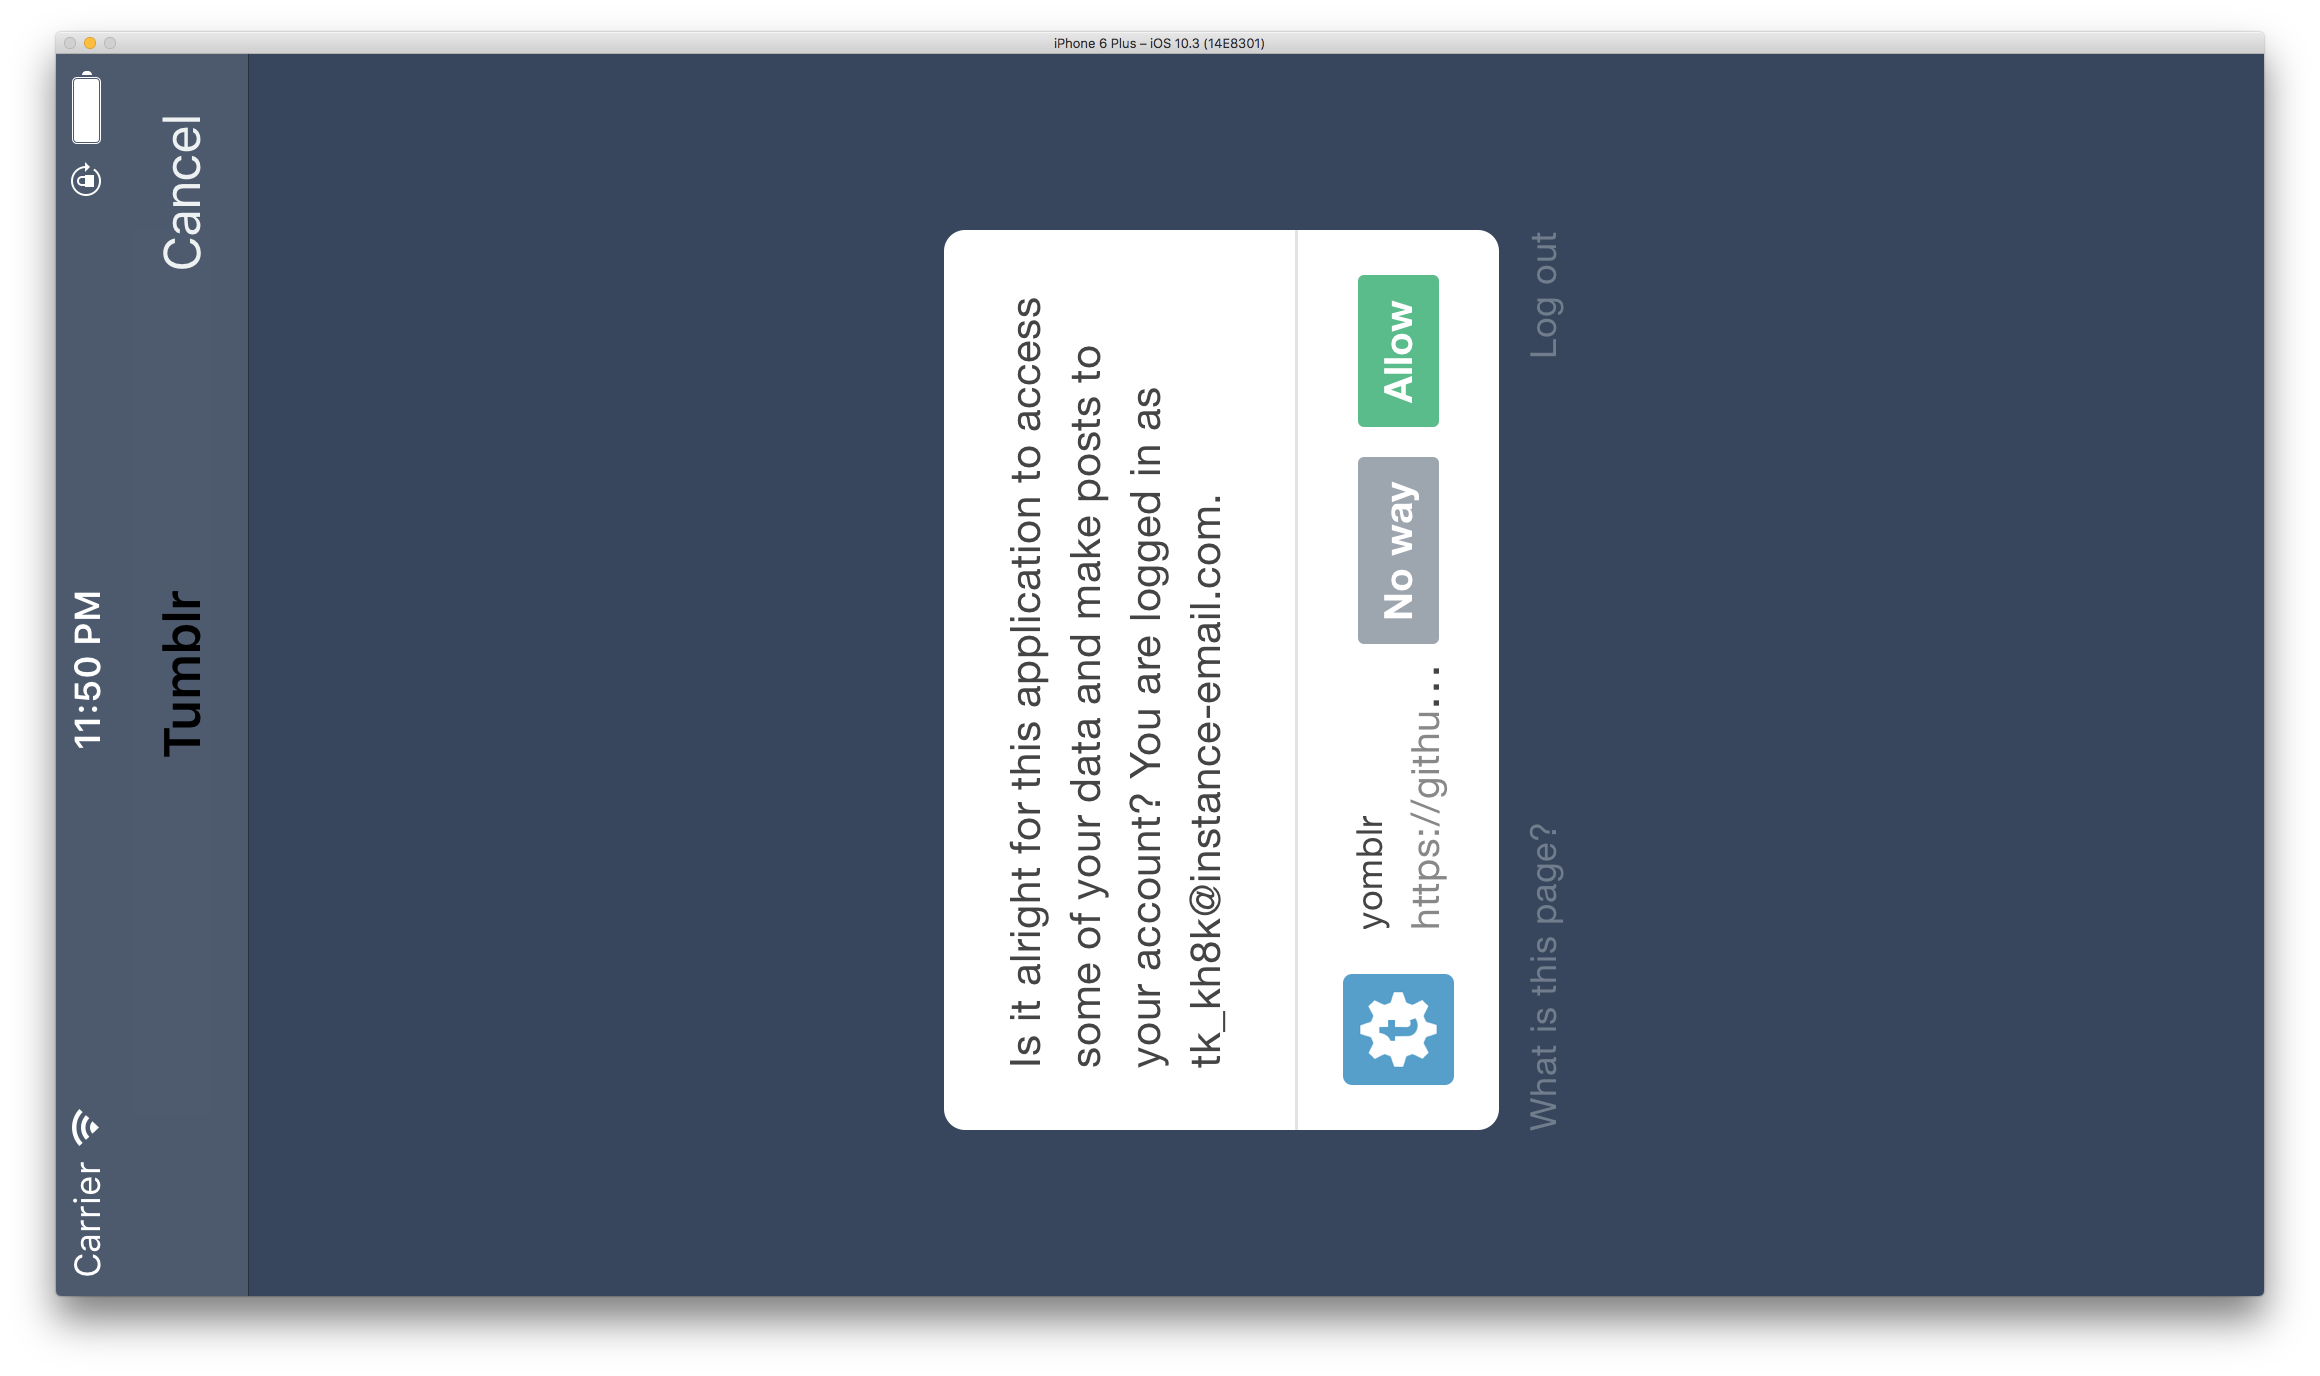 iPhone 6 Plus – iOS 10.3 (14E8301)
Carrier 11:50 PM
Tumblr Cancel
Is it alright for this application to access
some of your data and make posts to
your account? You are logged in as
tk_kh8k@instance-email.com.
yomblr
https://githu...
No way Allow
What is this page? Log out